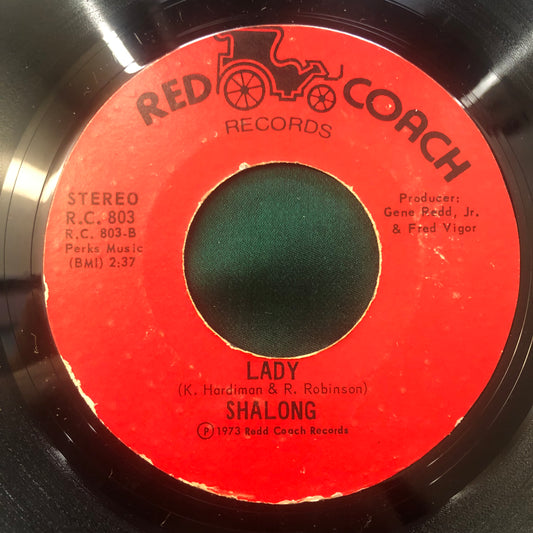 RED COACH
RECORDS
STEREO
R.C. 803
R.C. 803-B
Perks Music
(BMI) 2:37
Producer:
Gene Redd, Jr.
& Fred Vigor
LADY
(K. Hardiman & R. Robinson)
SHALONG
Ⓟ1973 Redd Coach Records